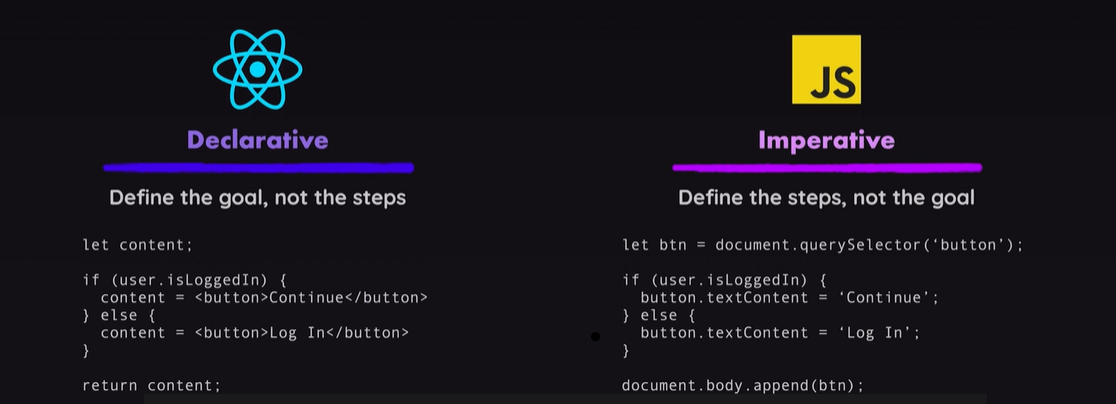 JS
Declarative
Define the goal, not the steps
let content;
if (user.isLoggedIn) {
  content = <button>Continue</button>
} else {
  content = <button>Log In</button>
}
return content;
Imperative
Define the steps, not the goal
let btn = document.querySelector(‘button’);
if (user.isLoggedIn) {
  button.textContent = ‘Continue’;
} else {
  button.textContent = ‘Log In’;
}
document.body.append(btn);